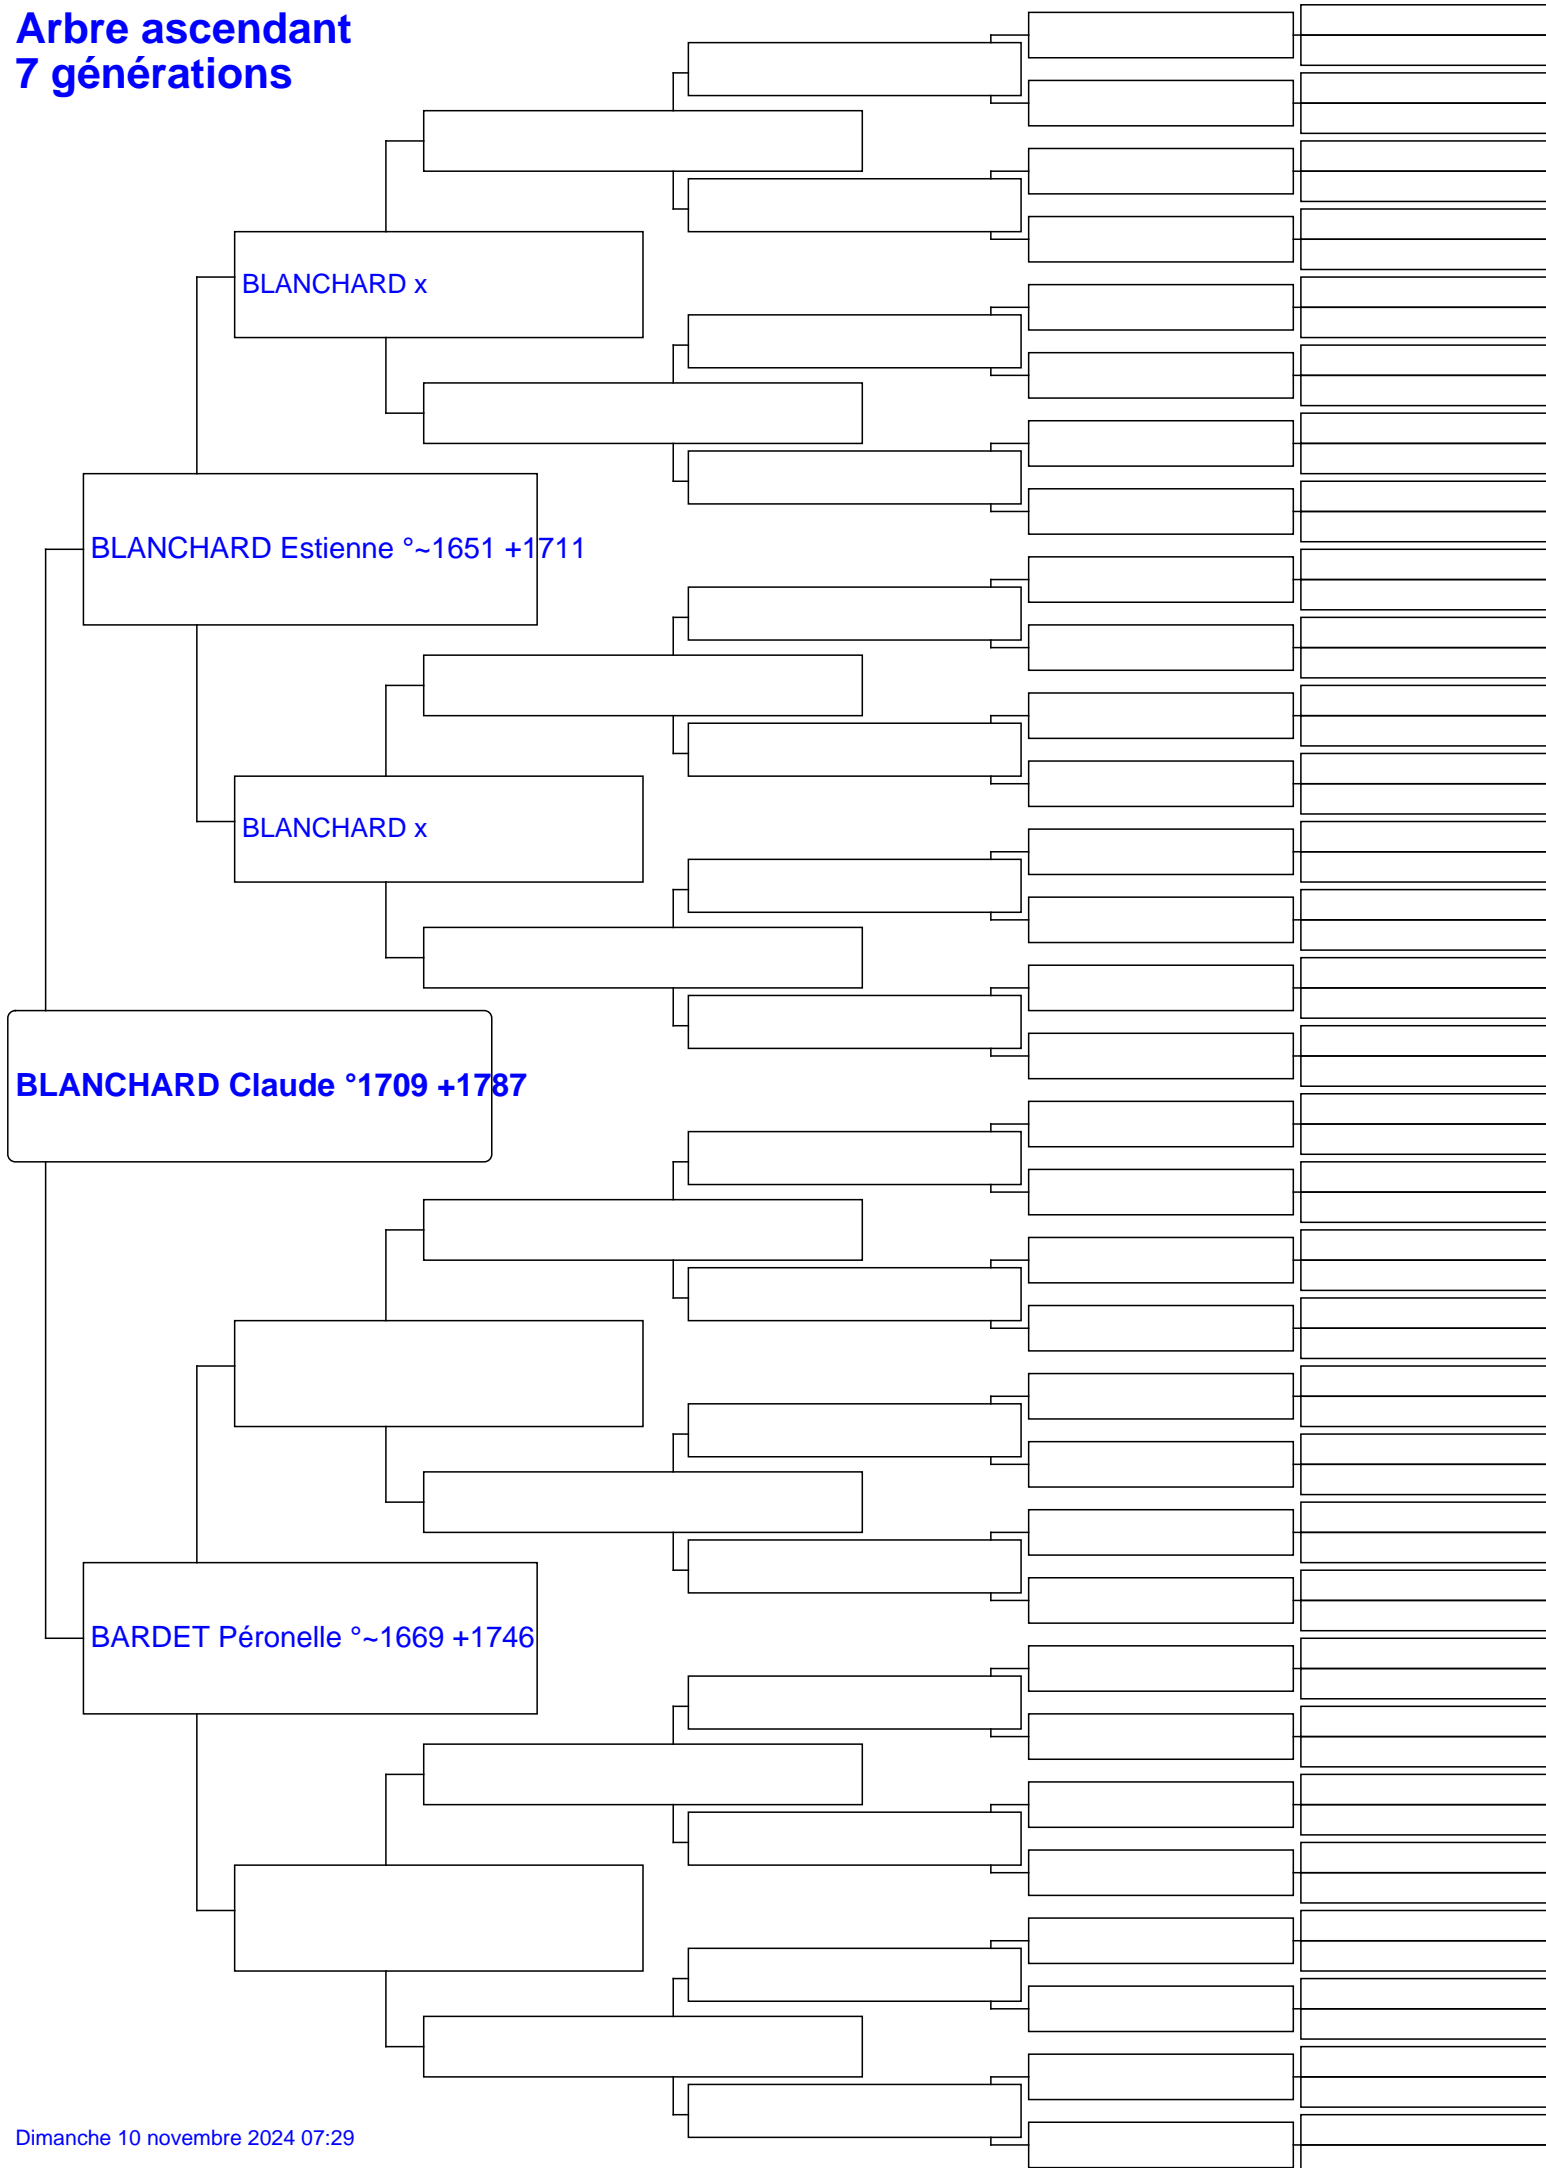 Arbre ascendant
7 générations
BLANCHARD x
BLANCHARD Estienne °~1651 +1711
BLANCHARD x
BLANCHARD Claude °1709 +1787
BARDET Péronelle °~1669 +1746
Dimanche 10 novembre 2024 07:29